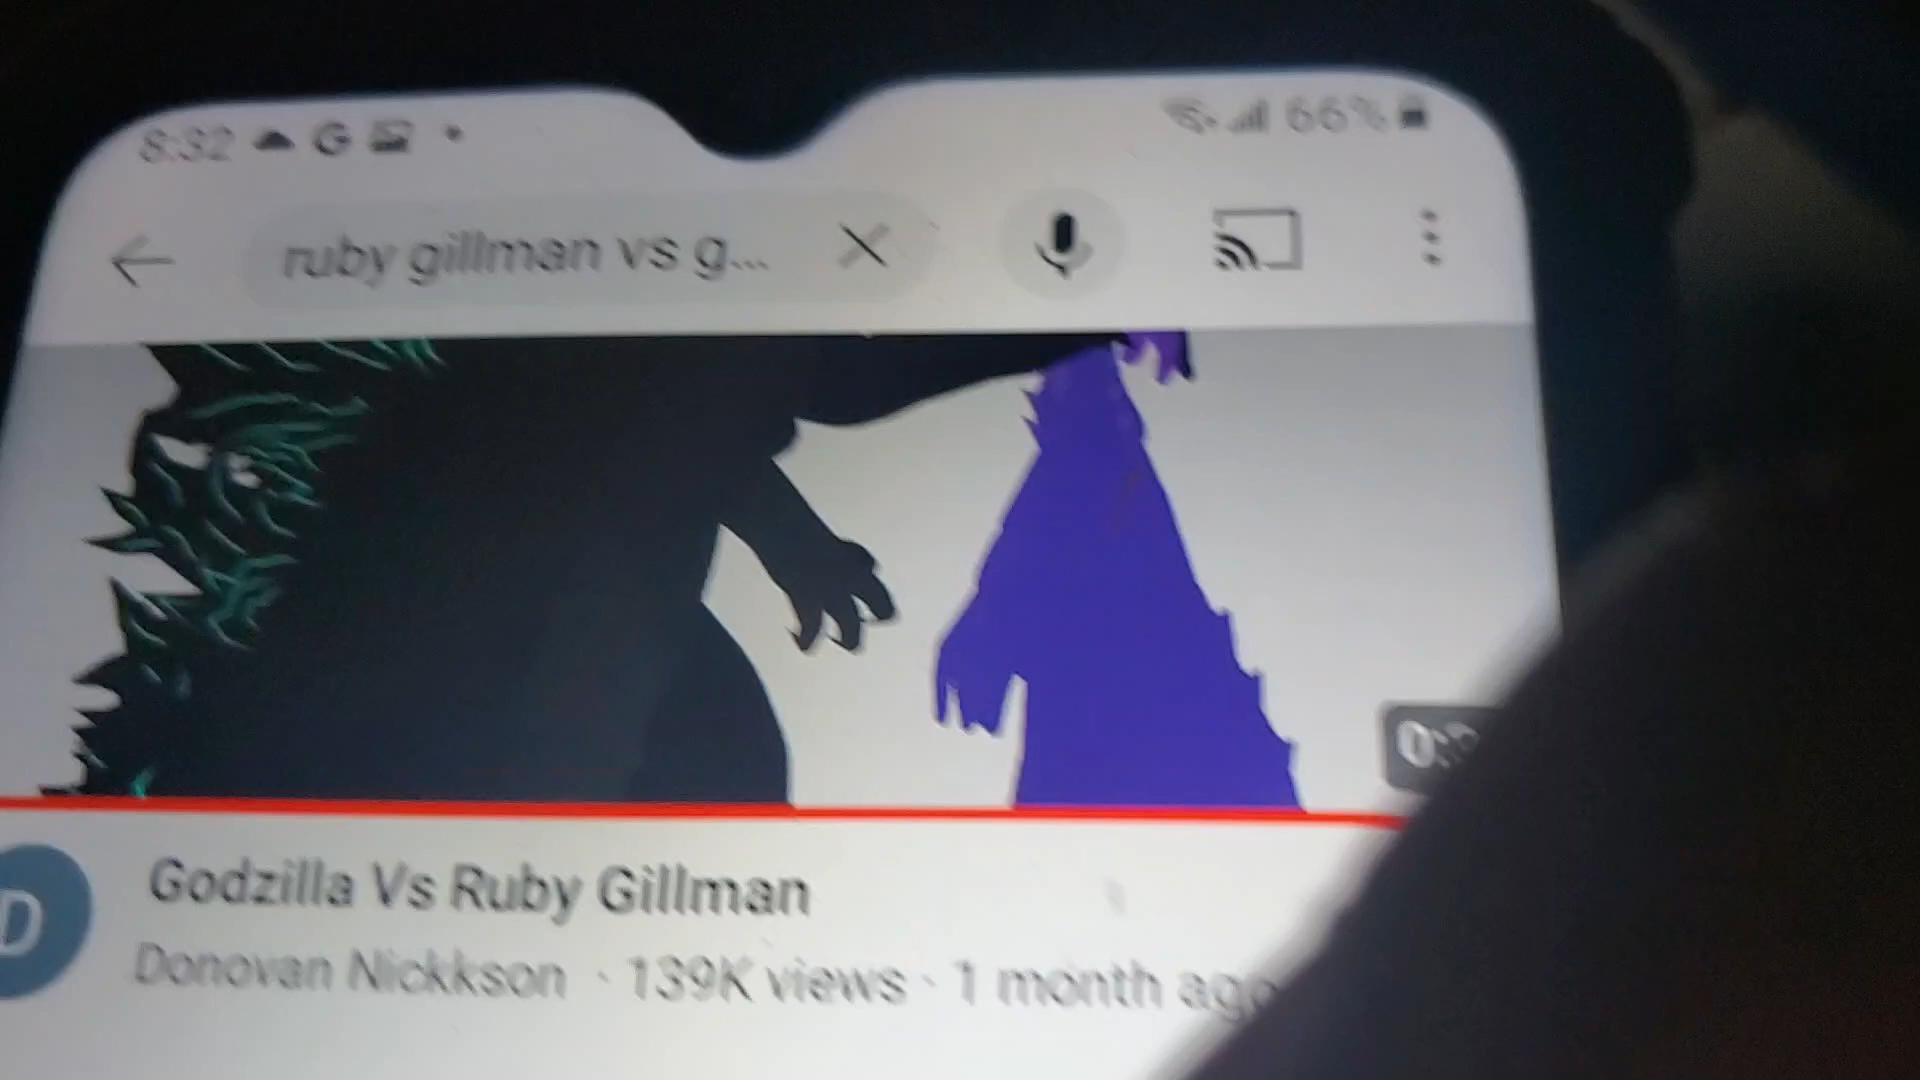 8:32 G 66%
ruby gillman vs g...
Godzilla Vs Ruby Gillman
D
Donovan Nickkson · 139K views · 1 month ago